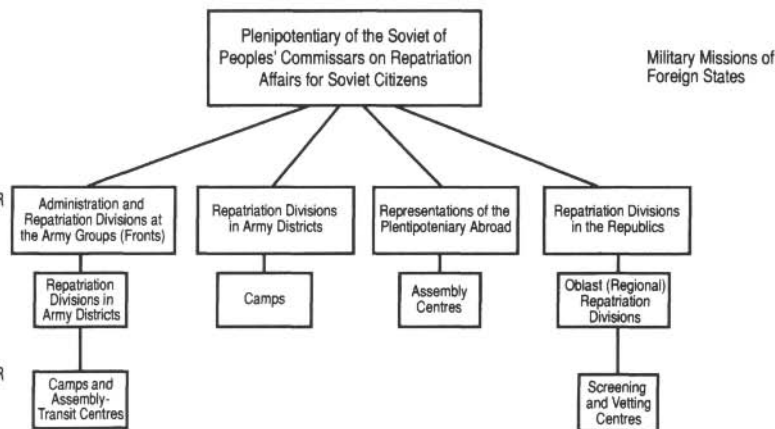 Plenipotentiary of the Soviet of
Peoples' Commissars on Repatriation
Affairs for Soviet Citizens
Military Missions of
Foreign States
R
Administration and
Repatriation Divisions at
the Army Groups (Fronts)
Repatriation Divisions
in Army Districts
Representations of the
Plentipoteniary Abroad
Repatriation Divisions
in the Republics
Repatriation
Divisions in
Army Districts
Camps
Assembly
Centres
Oblast (Regional)
Repatriation
Divisions
R
Camps and
Assembly-
Transit Centres
Screening
and Vetting
Centres